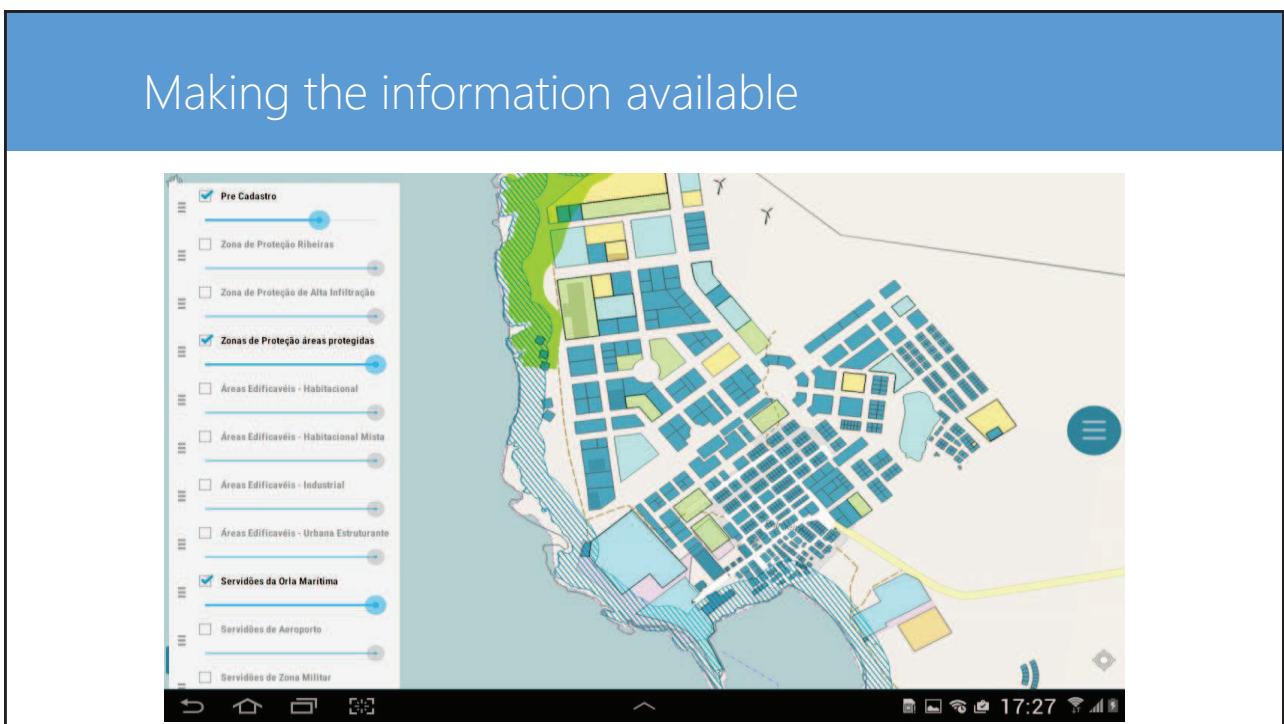 Making the information available
Pre Cadastro
Zona de Proteção Ribeiras
Zona de Proteção de Alta Infiltração
Zonas de Proteção áreas protegidas
Áreas Edificavéis - Habitacional
Áreas Edificavéis - Habitacional Mista
Áreas Edificavéis - Industrial
Áreas Edificavéis - Urbana Estruturante
Servidões da Orla Marítima
Servidões de Aeroporto
Servidões de Zona Militar
17:27